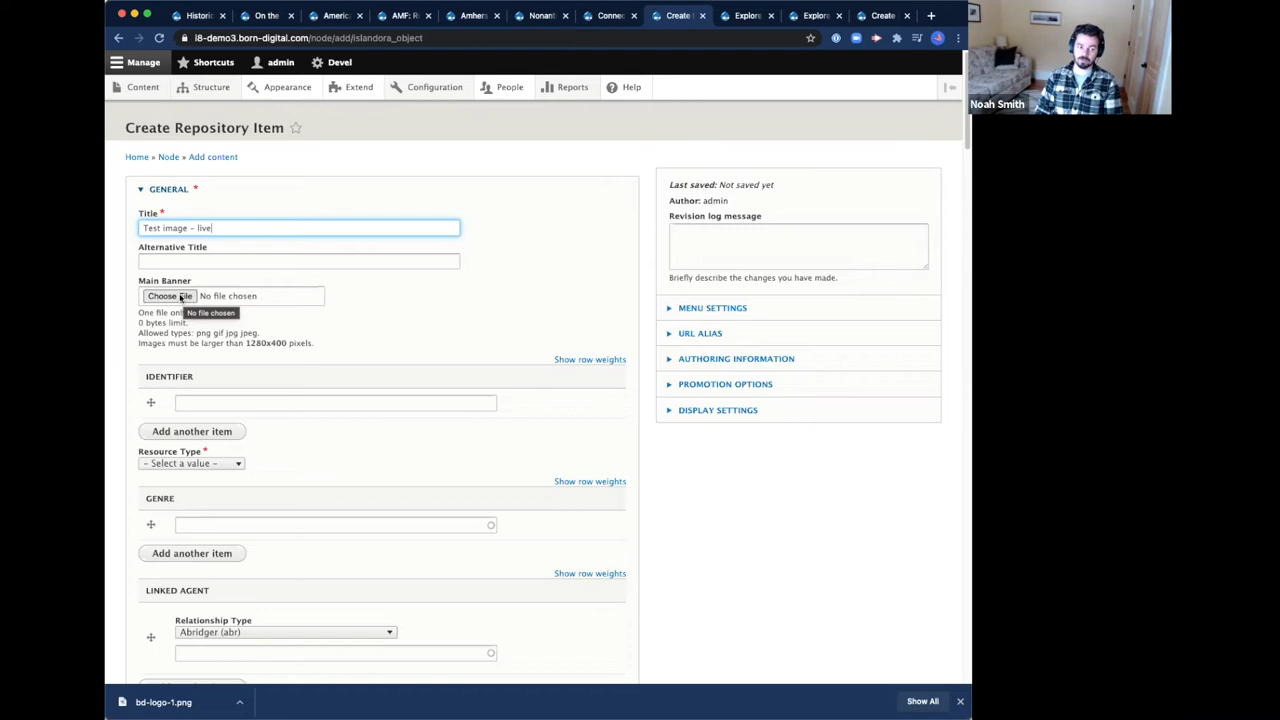 Historic
On the
America
AMF: Re
Amhers
Nonant
Connec
Create
Explore
Explore
Create
i8-demo3.born-digital.com/node/add/islandora_object
Manage
Shortcuts
admin
Devel
Content
Structure
Appearance
Extend
Configuration
People
Reports
Help
Noah Smith
Create Repository Item
Home » Node » Add content
GENERAL *
Title *
Test image - live
Alternative Title
Main Banner
Choose File No file chosen
One file onl
No file chosen
0 bytes limit.
Allowed types: png gif jpg jpeg.
Images must be larger than 1280x400 pixels.
Show row weights
IDENTIFIER
Add another item
Resource Type *
- Select a value -
Show row weights
GENRE
Add another item
Show row weights
LINKED AGENT
Relationship Type
Abridger (abr)
Last saved: Not saved yet
Author: admin
Revision log message
Briefly describe the changes you have made.
MENU SETTINGS
URL ALIAS
AUTHORING INFORMATION
PROMOTION OPTIONS
DISPLAY SETTINGS
bd-logo-1.png
Show All